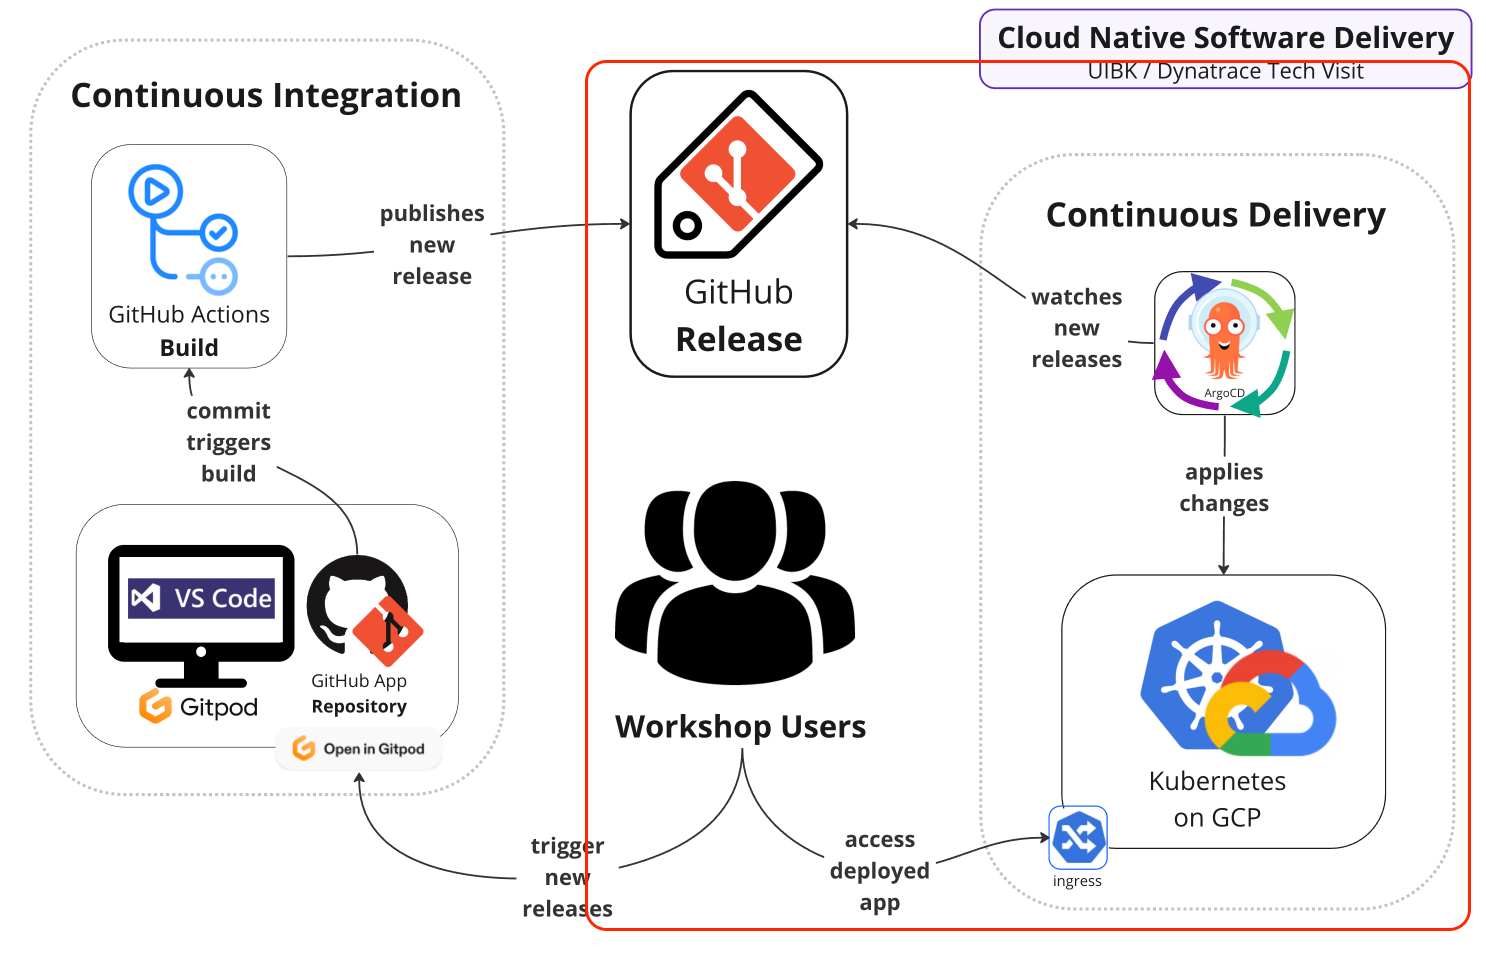 Cloud Native Software Delivery
UIBK / Dynatrace Tech Visit
Continuous Integration
GitHub Actions
Build
publishes
new
release
commit
triggers
build
VS Code
Gitpod
GitHub App
Repository
Open in Gitpod
GitHub
Release
Workshop Users
trigger
new
releases
access
deployed
app
Continuous Delivery
watches
new
releases
ArgoCD
applies
changes
Kubernetes
on GCP
ingress